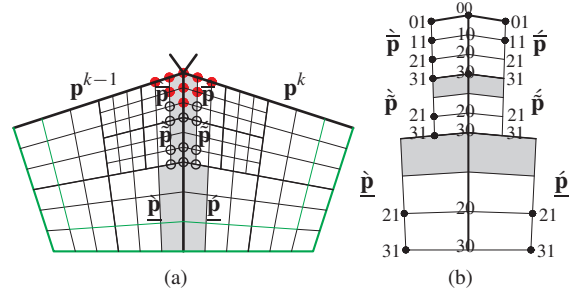 p^{k-1} p^k
p̀ ṕ
p̃̀ p̃́
p̱̀ ṕ̱
(a)
00
01 01
11 10 11
p̄̀ p̄́
21 20 21
31 30 31
p̃̀ p̃́
21 20 21
31 30 31
p̱̀ ṕ̱
21 20 21
31 30 31
(b)